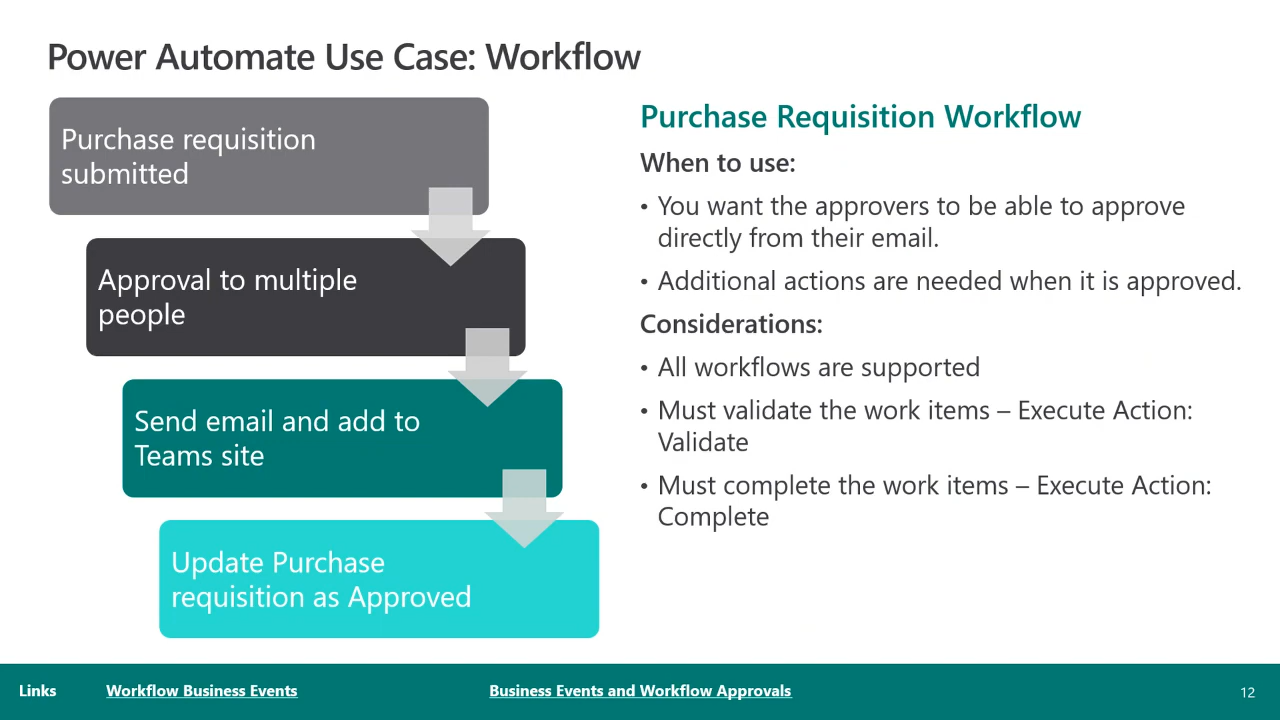 Power Automate Use Case: Workflow
Purchase requisition
submitted
Approval to multiple
people
Send email and add to
Teams site
Update Purchase
requisition as Approved
Purchase Requisition Workflow
When to use:
• You want the approvers to be able to approve
directly from their email.
• Additional actions are needed when it is approved.
Considerations:
• All workflows are supported
• Must validate the work items – Execute Action:
Validate
• Must complete the work items – Execute Action:
Complete
Links
Workflow Business Events
Business Events and Workflow Approvals
12